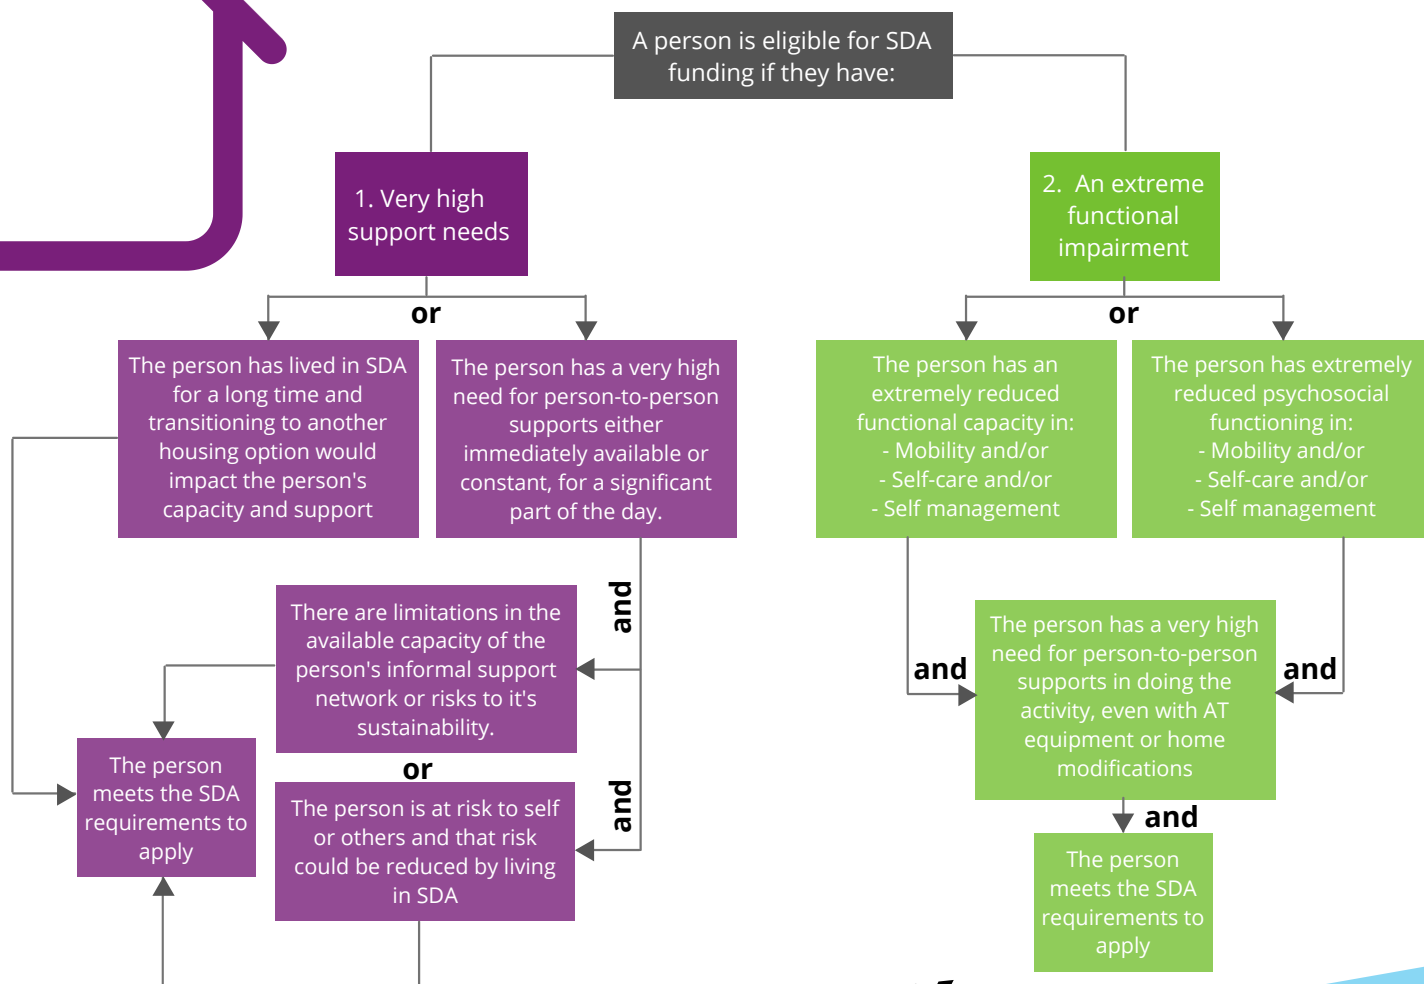 A person is eligible for SDA
funding if they have:
1. Very high
support needs
2. An extreme
functional
impairment
or
or
The person has lived in SDA
for a long time and
transitioning to another
housing option would
impact the person's
capacity and support
The person has a very high
need for person-to-person
supports either
immediately available or
constant, for a significant
part of the day.
The person has an
extremely reduced
functional capacity in:
- Mobility and/or
- Self-care and/or
- Self management
The person has extremely
reduced psychosocial
functioning in:
- Mobility and/or
- Self-care and/or
- Self management
and
There are limitations in the
available capacity of the
person's informal support
network or risks to it's
sustainability.
or
and
The person is at risk to self
or others and that risk
could be reduced by living
in SDA
The person
meets the SDA
requirements to
apply
and
The person has a very high
need for person-to-person
supports in doing the
activity, even with AT
equipment or home
modifications
and
and
The person
meets the SDA
requirements to
apply